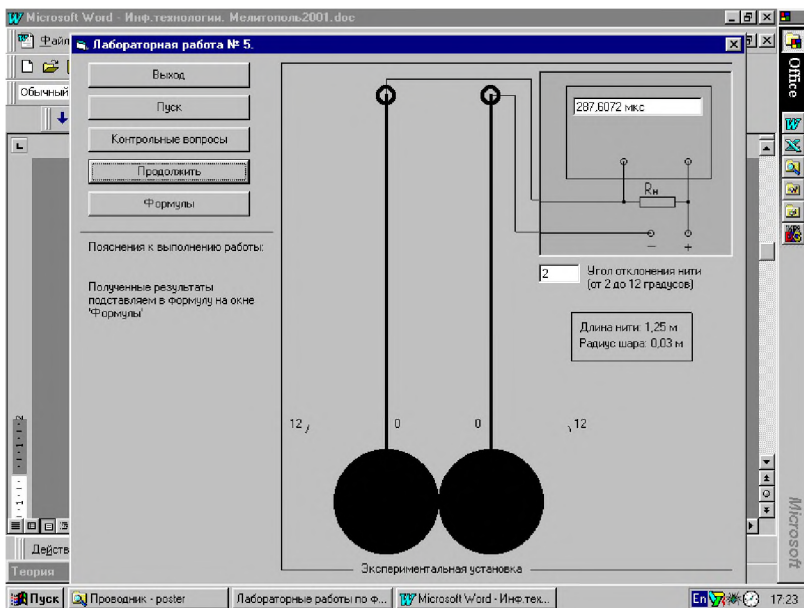 Microsoft Word - Инф.технологии. Мелитополь2001.doc
Файл
Лабораторная работа № 5.
Обычный
Выход
Пуск
Контрольные вопросы
Продолжить
Формулы
Пояснения к выполнению работы:
Полученные результаты
подставляем в формулу на окне
'Формулы'
287,6072 мкс
Rн
− +
2
Угол отклонения нити
(от 2 до 12 градусов)
Длина нити: 1,25 м
Радиус шара: 0,03 м
12 0 0 12
Экспериментальная установка
Office
Microsoft
Действ
Теория
Пуск
Проводник - poster
Лабораторные работы по ф...
Microsoft Word - Инф.тех...
En
17:23